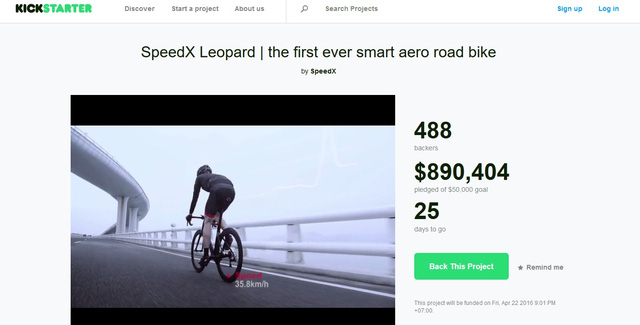 KICKSTARTER Discover Start a project About us Search Projects Sign up Log in
SpeedX Leopard | the first ever smart aero road bike
by SpeedX
488
backers
$890,404
pledged of $50,000 goal
25
days to go
Back This Project Remind me
Speed
35.8km/h
This project will be funded on Fri, Apr 22 2016 9:01 PM
+07:00.